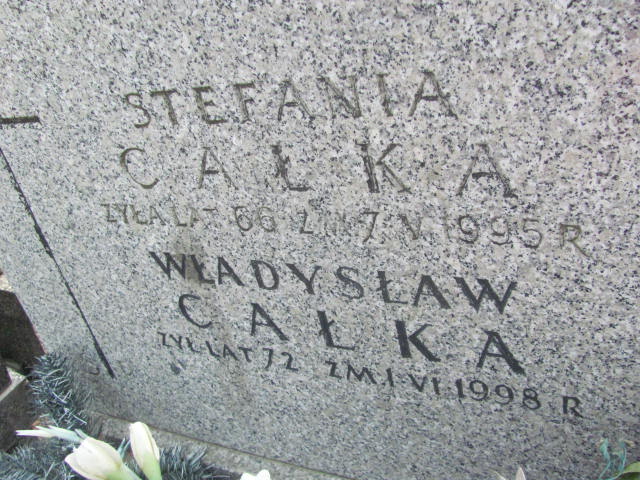 STEFANIA
CAŁKA
ŻYŁA LAT 66 ZM 7 V 1995 R
WŁADYSŁAW
CAŁKA
ŻYŁ LAT 72 ZM. 1 VI 1998 R